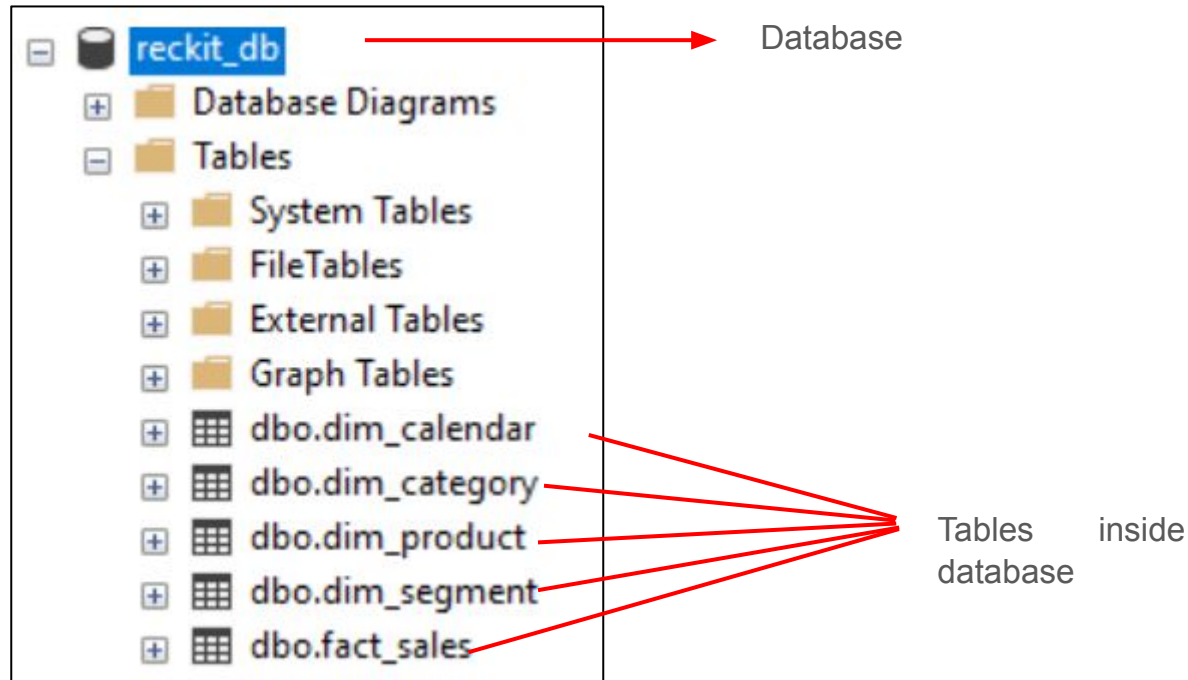 reckit_db
Database
Database Diagrams
Tables
System Tables
FileTables
External Tables
Graph Tables
dbo.dim_calendar
dbo.dim_category
dbo.dim_product
dbo.dim_segment
dbo.fact_sales
Tables inside
database